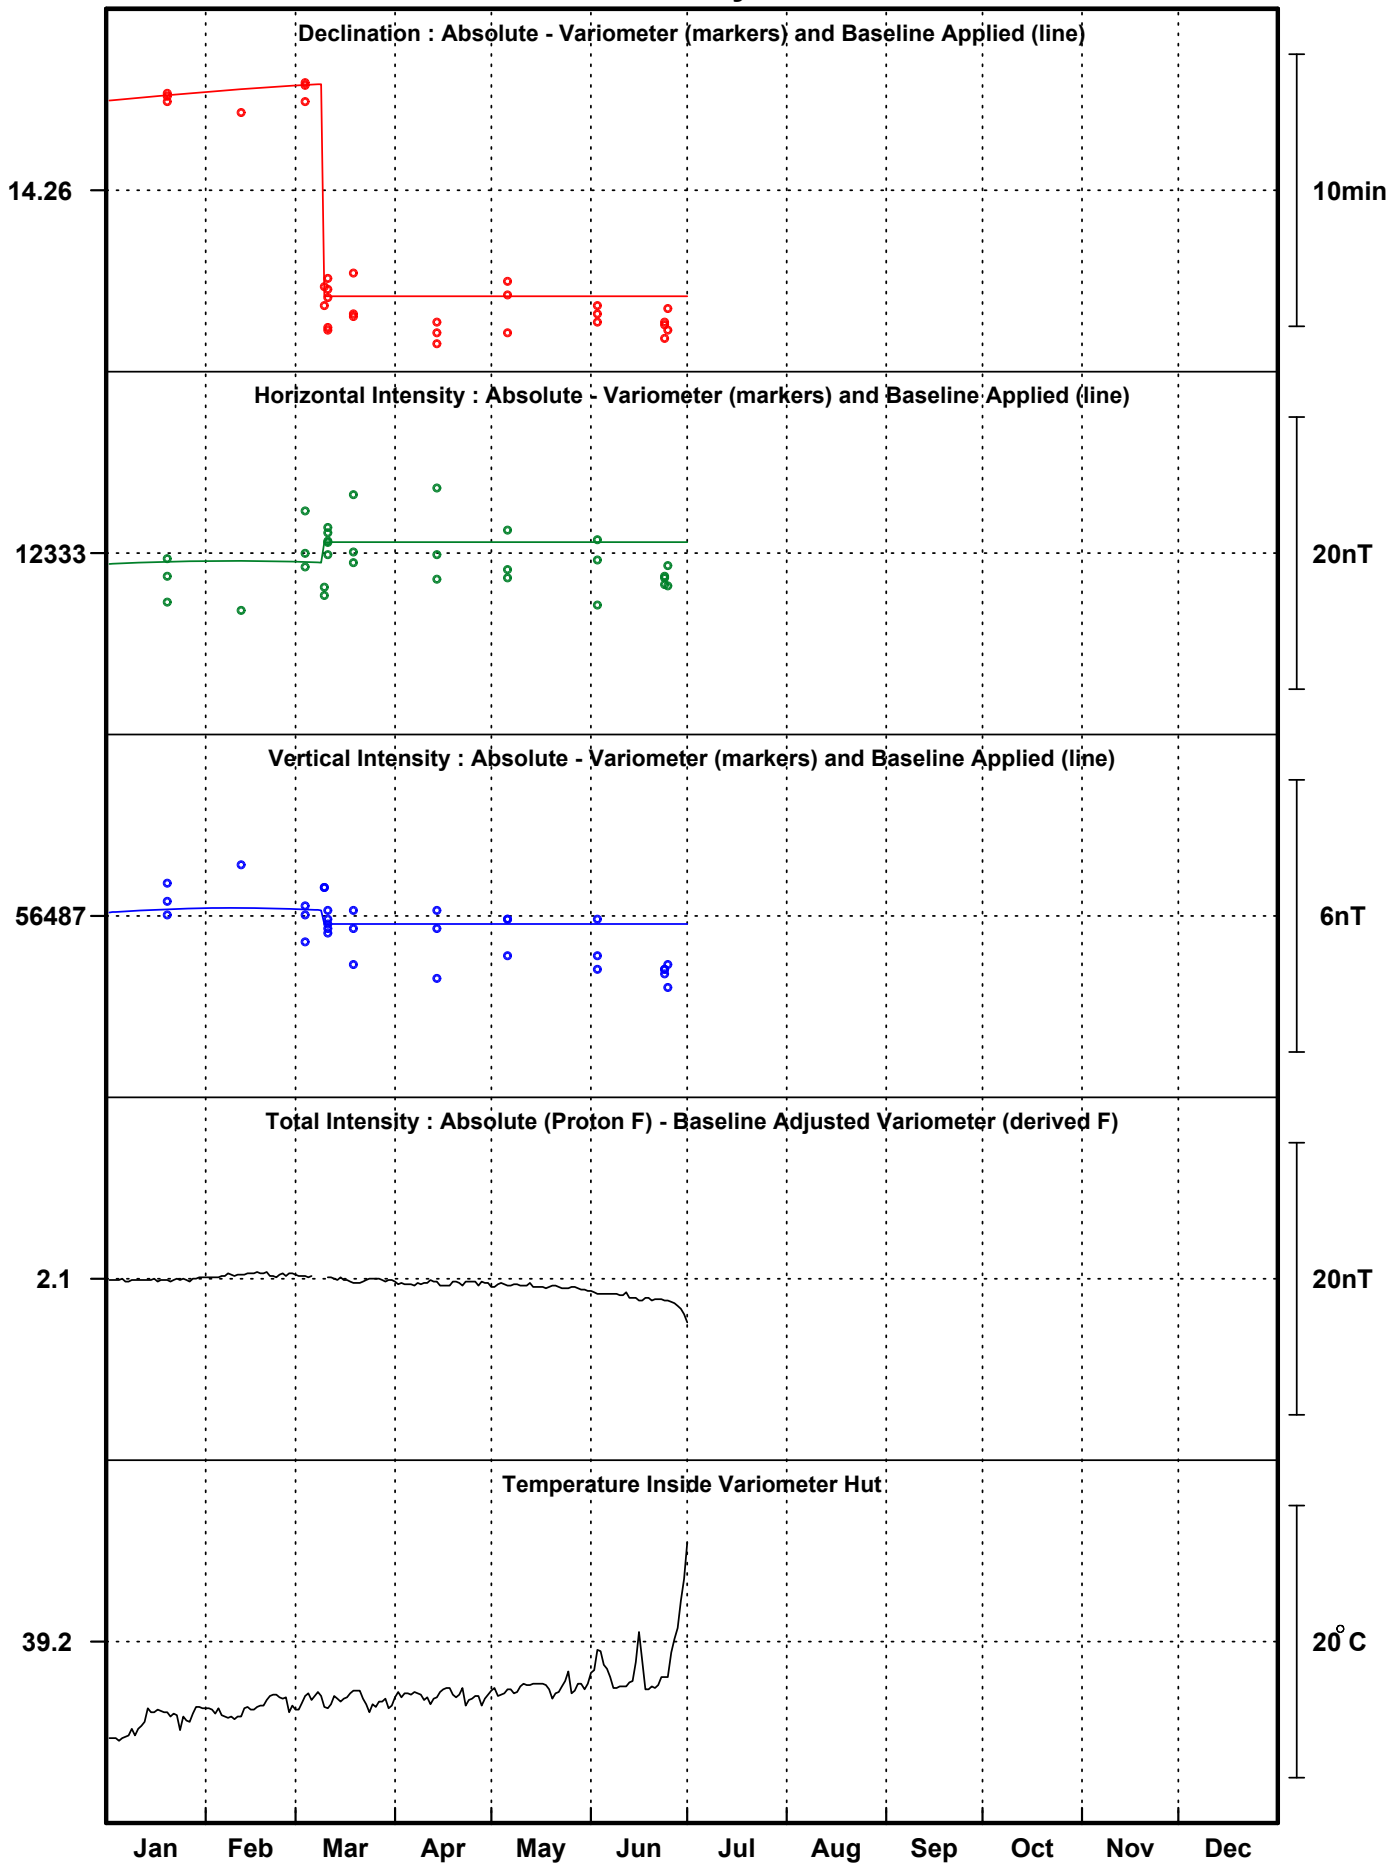 Declination : Absolute - Variometer (markers) and Baseline Applied (line)
14.26
10min
Horizontal Intensity : Absolute - Variometer (markers) and Baseline Applied (line)
12333
20nT
Vertical Intensity : Absolute - Variometer (markers) and Baseline Applied (line)
56487
6nT
Total Intensity : Absolute (Proton F) - Baseline Adjusted Variometer (derived F)
2.1
20nT
Temperature Inside Variometer Hut
39.2
20°C
Jan Feb Mar Apr May Jun Jul Aug Sep Oct Nov Dec